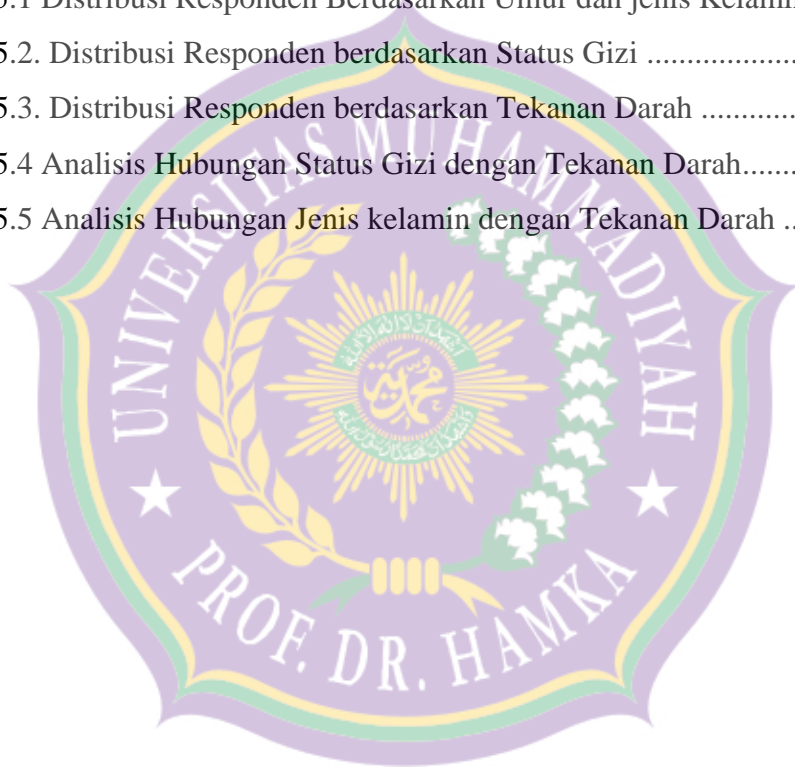 5.1 Distribusi Responden Berdasarkan Umur dan jenis Kelamin
5.2. Distribusi Responden berdasarkan Status Gizi ..................
5.3. Distribusi Responden berdasarkan Tekanan Darah ............
5.4 Analisis Hubungan Status Gizi dengan Tekanan Darah.......
5.5 Analisis Hubungan Jenis kelamin dengan Tekanan Darah ..
UNIVERSITAS MUHAMMADIYAH
محمدية
PROF. DR. HAMKA